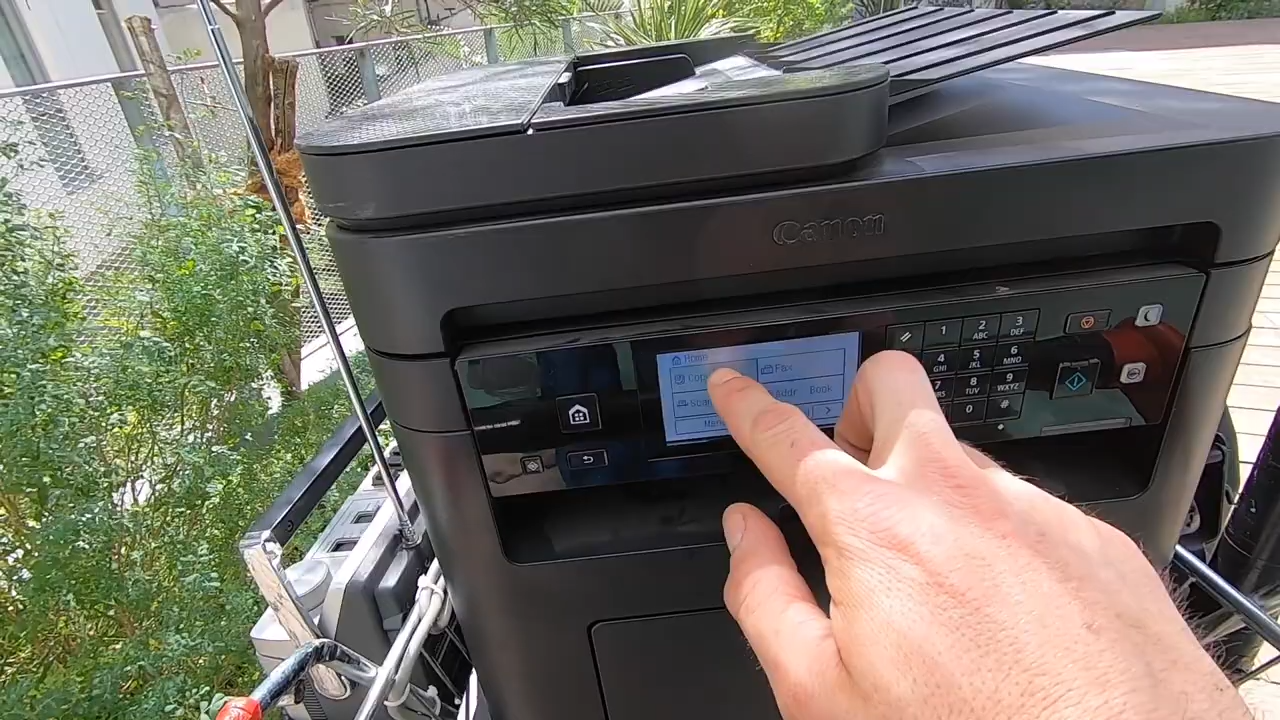 Canon
Home
Copy
Fax
Addr Book
1
2 ABC
3 DEF
4 GHI
5 JKL
6 MNO
8 TUV
9 WXYZ
0
#